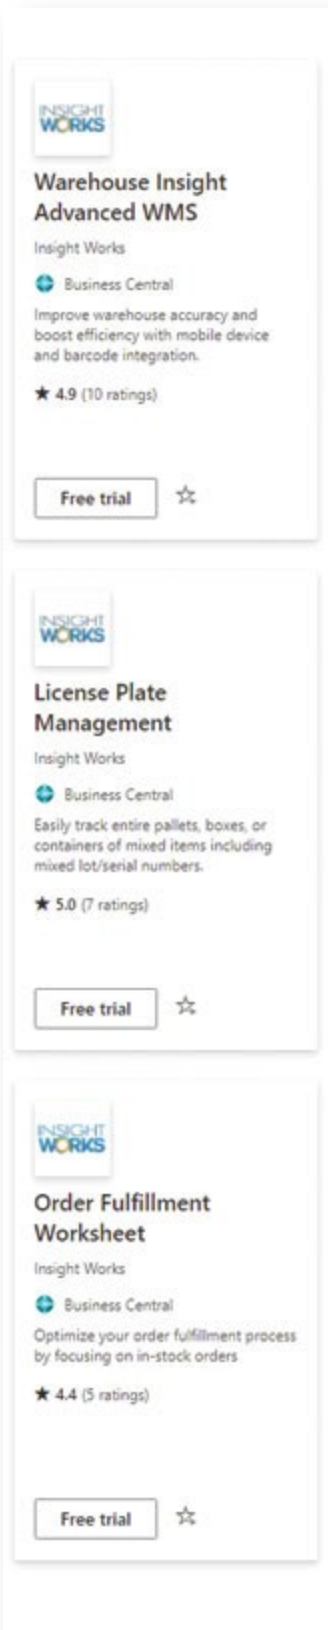 INSIGHT
WORKS
Warehouse Insight
Advanced WMS
Insight Works
Business Central
Improve warehouse accuracy and
boost efficiency with mobile device
and barcode integration.
★ 4.9 (10 ratings)
Free trial ☆
INSIGHT
WORKS
License Plate
Management
Insight Works
Business Central
Easily track entire pallets, boxes, or
containers of mixed items including
mixed lot/serial numbers.
★ 5.0 (7 ratings)
Free trial ☆
INSIGHT
WORKS
Order Fulfillment
Worksheet
Insight Works
Business Central
Optimize your order fulfillment process
by focusing on in-stock orders
★ 4.4 (5 ratings)
Free trial ☆